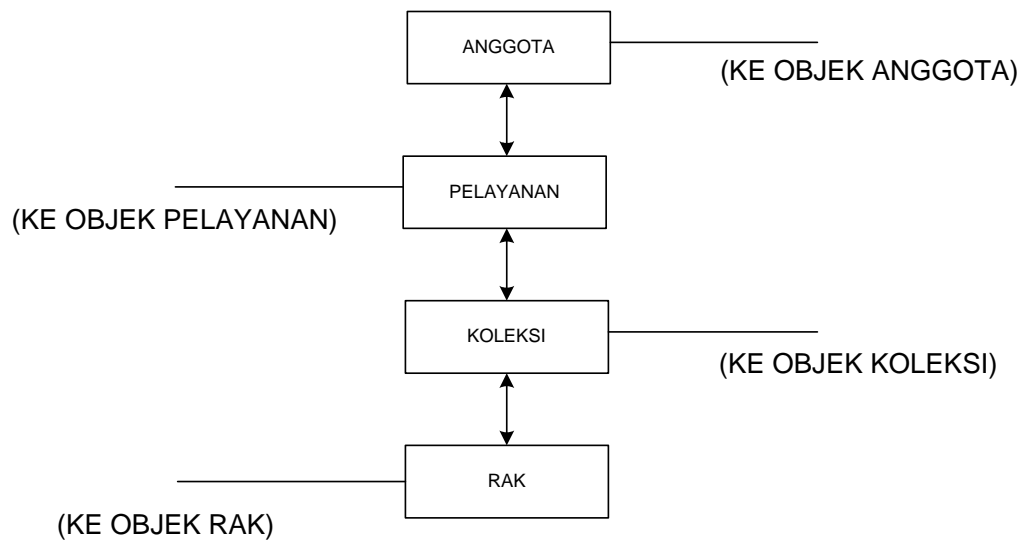 ANGGOTA
(KE OBJEK ANGGOTA)
PELAYANAN
(KE OBJEK PELAYANAN)
KOLEKSI
(KE OBJEK KOLEKSI)
RAK
(KE OBJEK RAK)